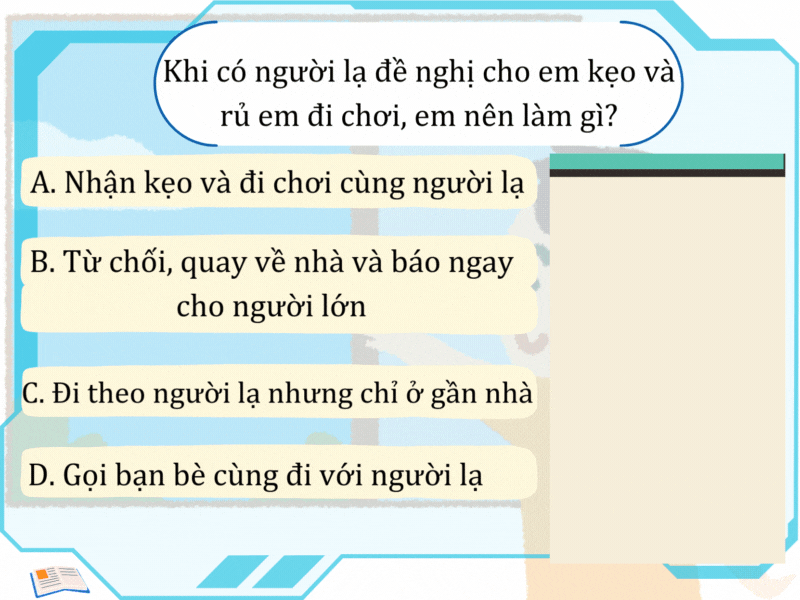 Khi có người lạ đề nghị cho em kẹo và
rủ em đi chơi, em nên làm gì?
A. Nhận kẹo và đi chơi cùng người lạ
B. Từ chối, quay về nhà và báo ngay
cho người lớn
C. Đi theo người lạ nhưng chỉ ở gần nhà
D. Gọi bạn bè cùng đi với người lạ